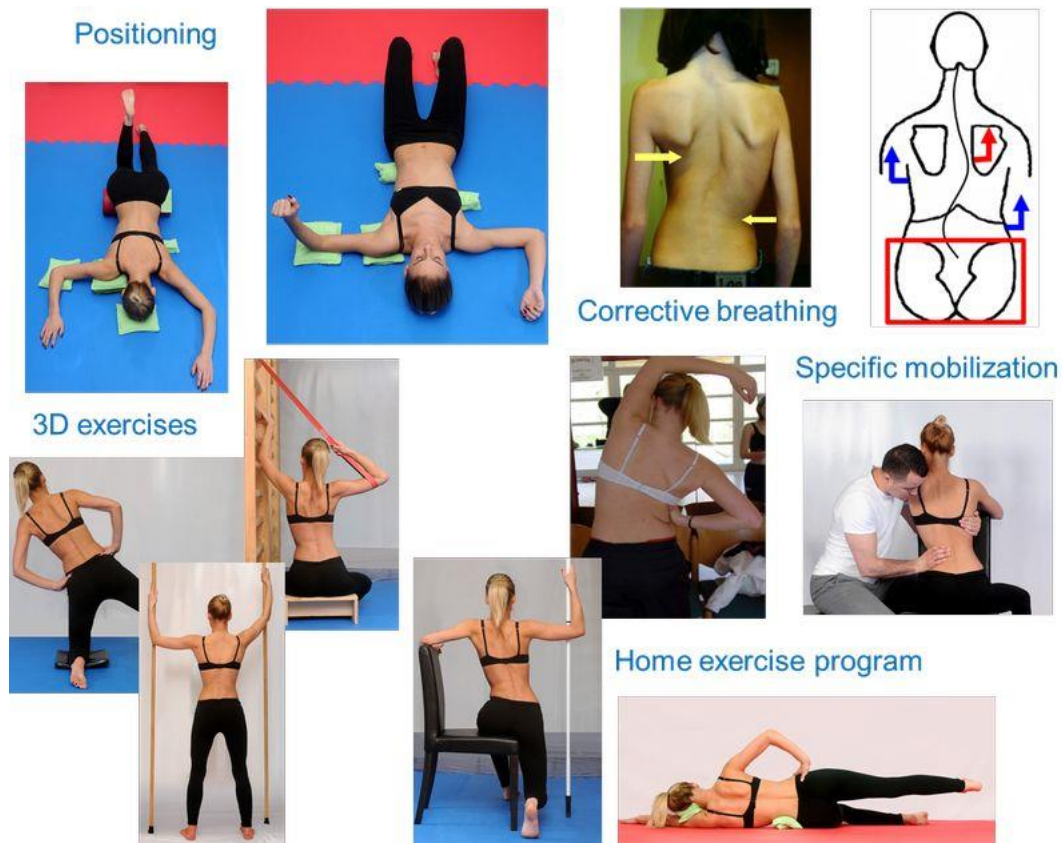 Positioning
Corrective breathing
Specific mobilization
3D exercises
Home exercise program